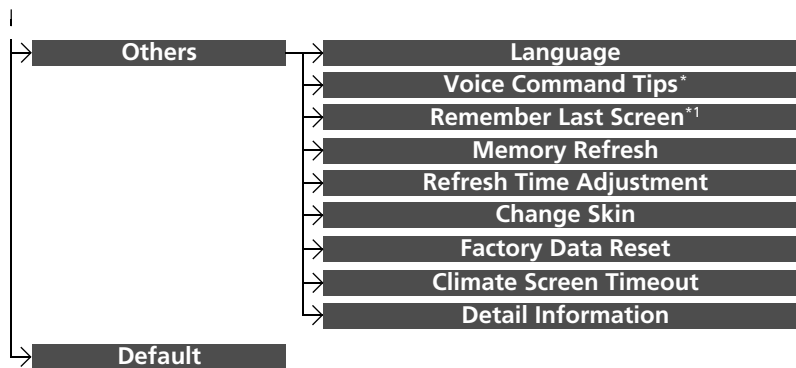 Others
Language
Voice Command Tips*
Remember Last Screen*1
Memory Refresh
Refresh Time Adjustment
Change Skin
Factory Data Reset
Climate Screen Timeout
Detail Information
Default